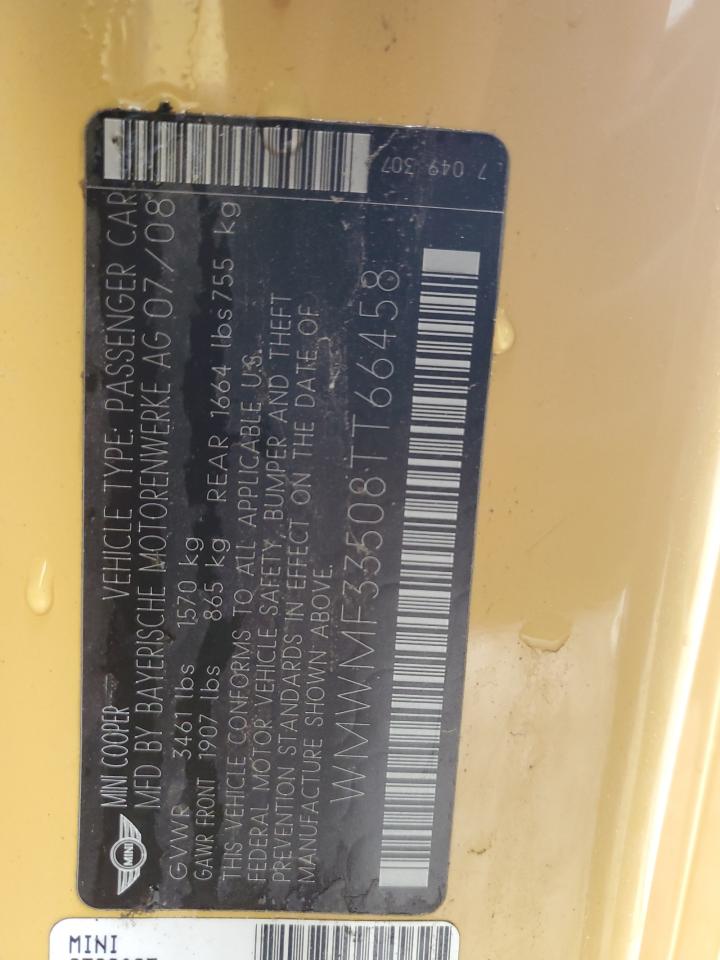 7 049 307
MINI COOPER VEHICLE TYPE: PASSENGER CAR
MFD BY BAYERISCHE MOTORENWERKE AG 07/08
MINI
GVWR 3461 lbs 1570 kg
GAWR FRONT 1907 lbs 865 kg REAR 1664 lbs 755 kg
THIS VEHICLE CONFORMS TO ALL APPLICABLE U.S.
FEDERAL MOTOR VEHICLE SAFETY, BUMPER AND THEFT
PREVENTION STANDARDS IN EFFECT ON THE DATE OF
MANUFACTURE SHOWN ABOVE.
WMWMF33508TT66458
MINI